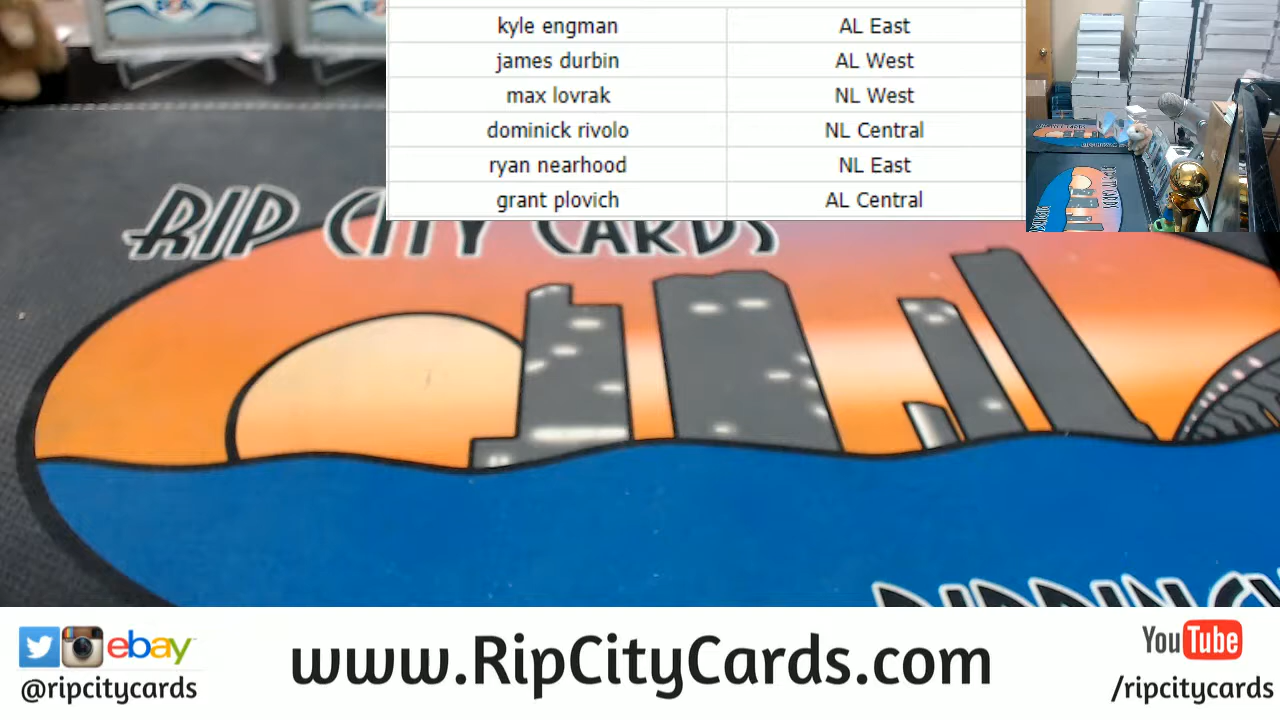 kyle engman AL East
james durbin AL West
max lovrak NL West
dominick rivolo NL Central
ryan nearhood NL East
grant plovich AL Central
RIP CITY CARDS
ebay
@ripcitycards
www.RipCityCards.com
YouTube
/ripcitycards